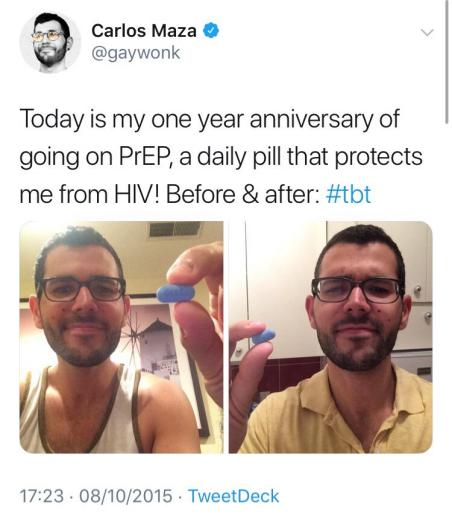 Carlos Maza
@gaywonk
Today is my one year anniversary of
going on PrEP, a daily pill that protects
me from HIV! Before & after: #tbt
17:23 · 08/10/2015 · TweetDeck